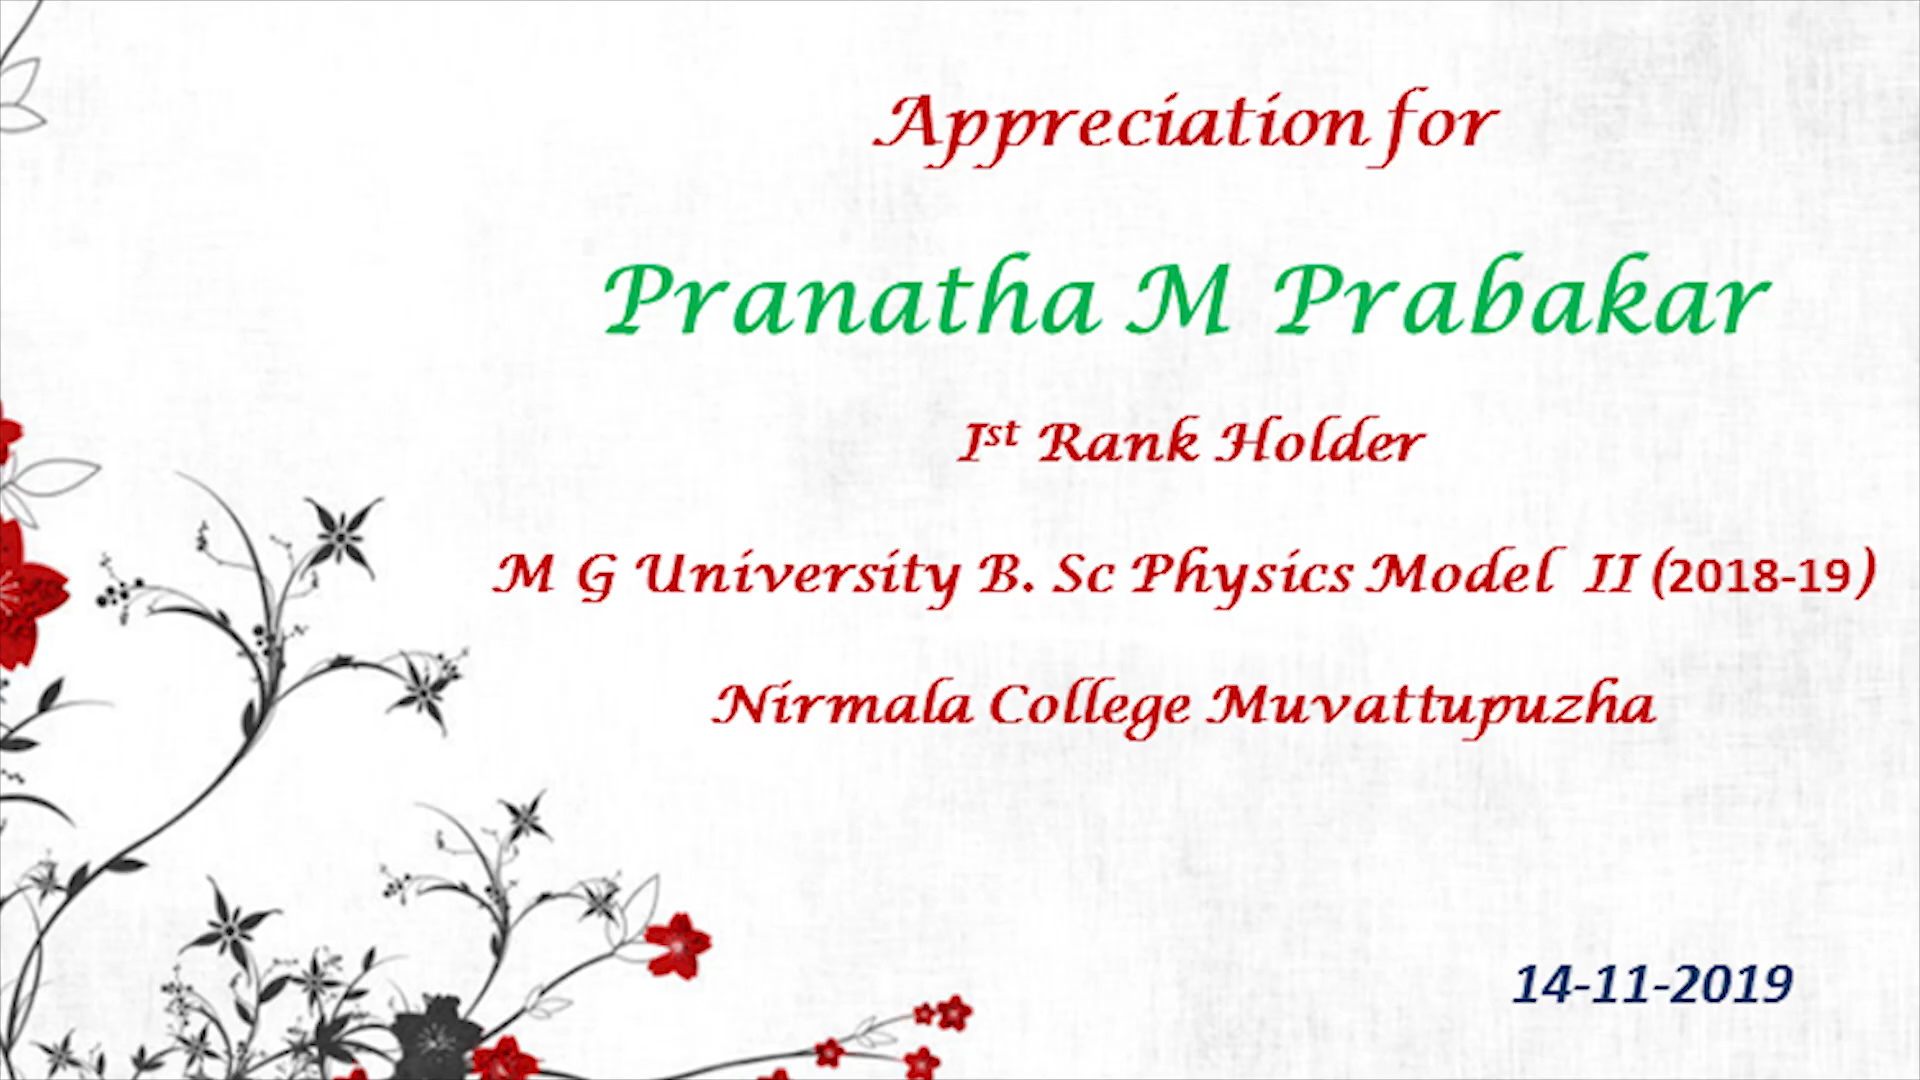 Appreciation for
Pranatha M Prabakar
Ist Rank Holder
M G University B. Sc Physics Model II (2018-19)
Nirmala College Muvattupuzha
14-11-2019